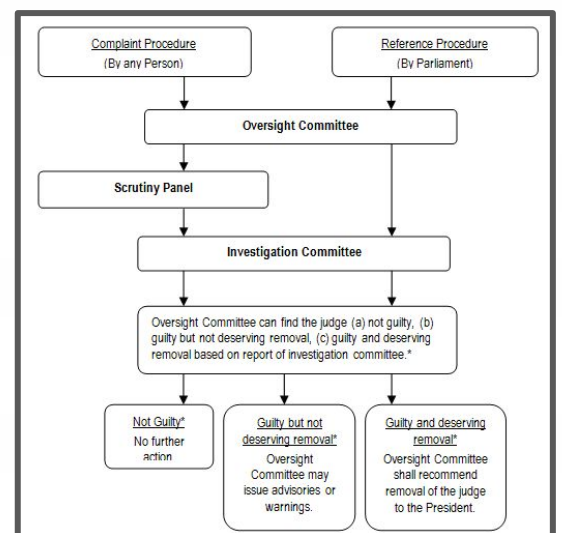 Complaint Procedure
(By any Person)
Reference Procedure
(By Parliament)
Oversight Committee
Scrutiny Panel
Investigation Committee
Oversight Committee can find the judge (a) not guilty, (b)
guilty but not deserving removal, (c) guilty and deserving
removal based on report of investigation committee.*
Not Guilty*
No further
action
Guilty but not
deserving removal*
Oversight
Committee may
issue advisories or
warnings.
Guilty and deserving
removal*
Oversight Committee
shall recommend
removal of the judge
to the President.